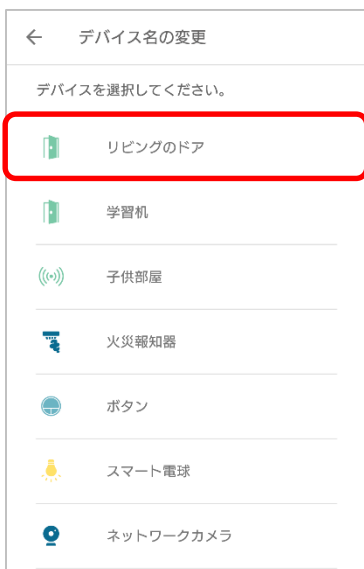 デバイス名の変更
デバイスを選択してください。
リビングのドア
学習机
子供部屋
火災報知器
ボタン
スマート電球
ネットワークカメラ